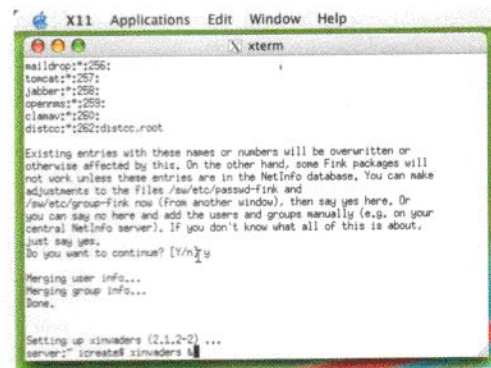 X11 Applications Edit Window Help
xterm
maildrop:*:256:
tomcat:*:257:
jabber:*:258:
opennms:*:259:
clamav:*:260:
distcc:*:262:distcc,root
Existing entries with these names or numbers will be overwritten or
otherwise affected by this. On the other hand, some Fink packages will
not work unless these entries are in the NetInfo database. You can make
adjustments to the files /sw/etc/passwd-fink and
/sw/etc/group-fink now (from another window), then say yes here. Or
you can say no here and add the users and groups manually (e.g. on your
central NetInfo server). If you don't know what all of this is about,
just say yes.
Do you want to continue? [Y/n] y
Merging user info...
Merging group info...
Done.
Setting up xinvaders (2.1.2-2) ...
server:~ icreate$ xinvaders &